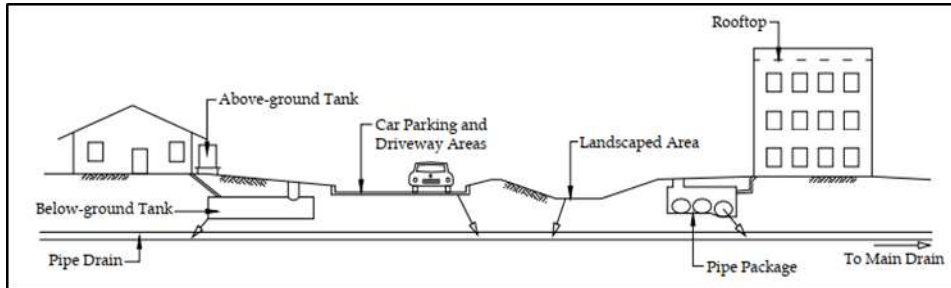 Rooftop
Above-ground Tank
Car Parking and
Driveway Areas
Landscaped Area
Below-ground Tank
Pipe Drain
Pipe Package
To Main Drain